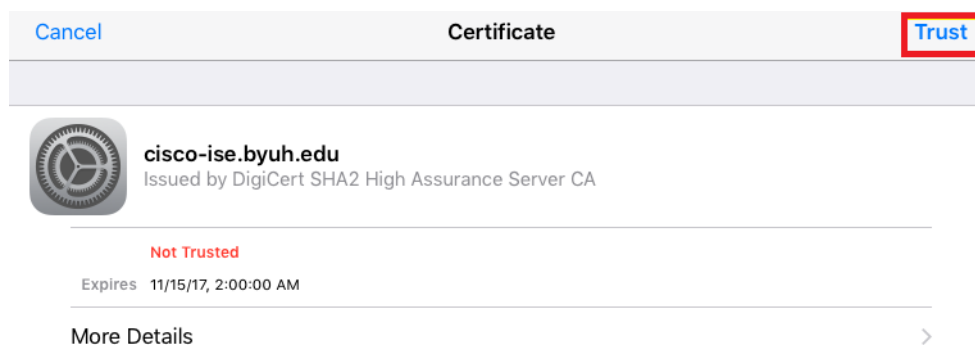 Cancel Certificate Trust
cisco-ise.byuh.edu
Issued by DigiCert SHA2 High Assurance Server CA
Not Trusted
Expires 11/15/17, 2:00:00 AM
More Details